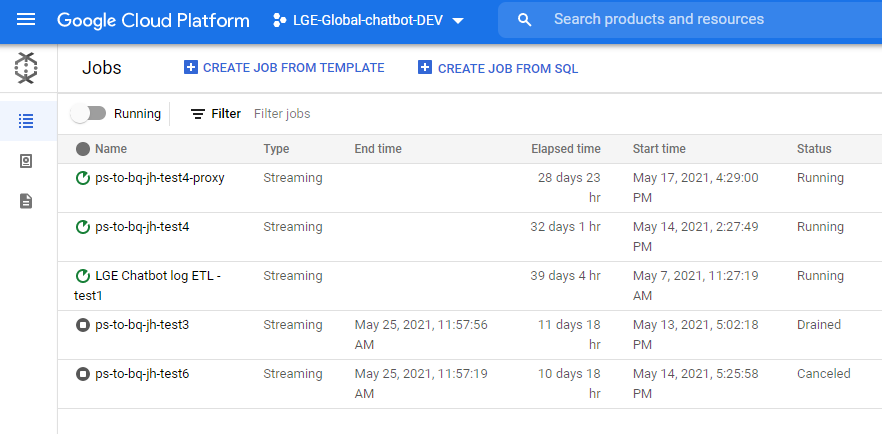 Google Cloud Platform LGE-Global-chatbot-DEV Search products and resources
Jobs CREATE JOB FROM TEMPLATE CREATE JOB FROM SQL
Running Filter Filter jobs
Name Type End time Elapsed time Start time Status
ps-to-bq-jh-test4-proxy Streaming 28 days 23 May 17, 2021, 4:29:00 Running
hr PM
ps-to-bq-jh-test4 Streaming 32 days 1 hr May 14, 2021, 2:27:49 Running
PM
LGE Chatbot log ETL - Streaming 39 days 4 hr May 7, 2021, 11:27:19 Running
test1 AM
ps-to-bq-jh-test3 Streaming May 25, 2021, 11:57:56 11 days 18 May 13, 2021, 5:02:18 Drained
AM hr PM
ps-to-bq-jh-test6 Streaming May 25, 2021, 11:57:19 10 days 18 May 14, 2021, 5:25:58 Canceled
AM hr PM